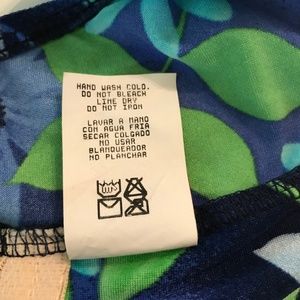 HAND WASH COLD.
DO NOT BLEACH
LINE DRY
DO NOT IRON
LAVAR A MANO
CON AGUA FRIA
SECAR COLGADO
NO USAR
BLANQUEADOR
NO PLANCHAR